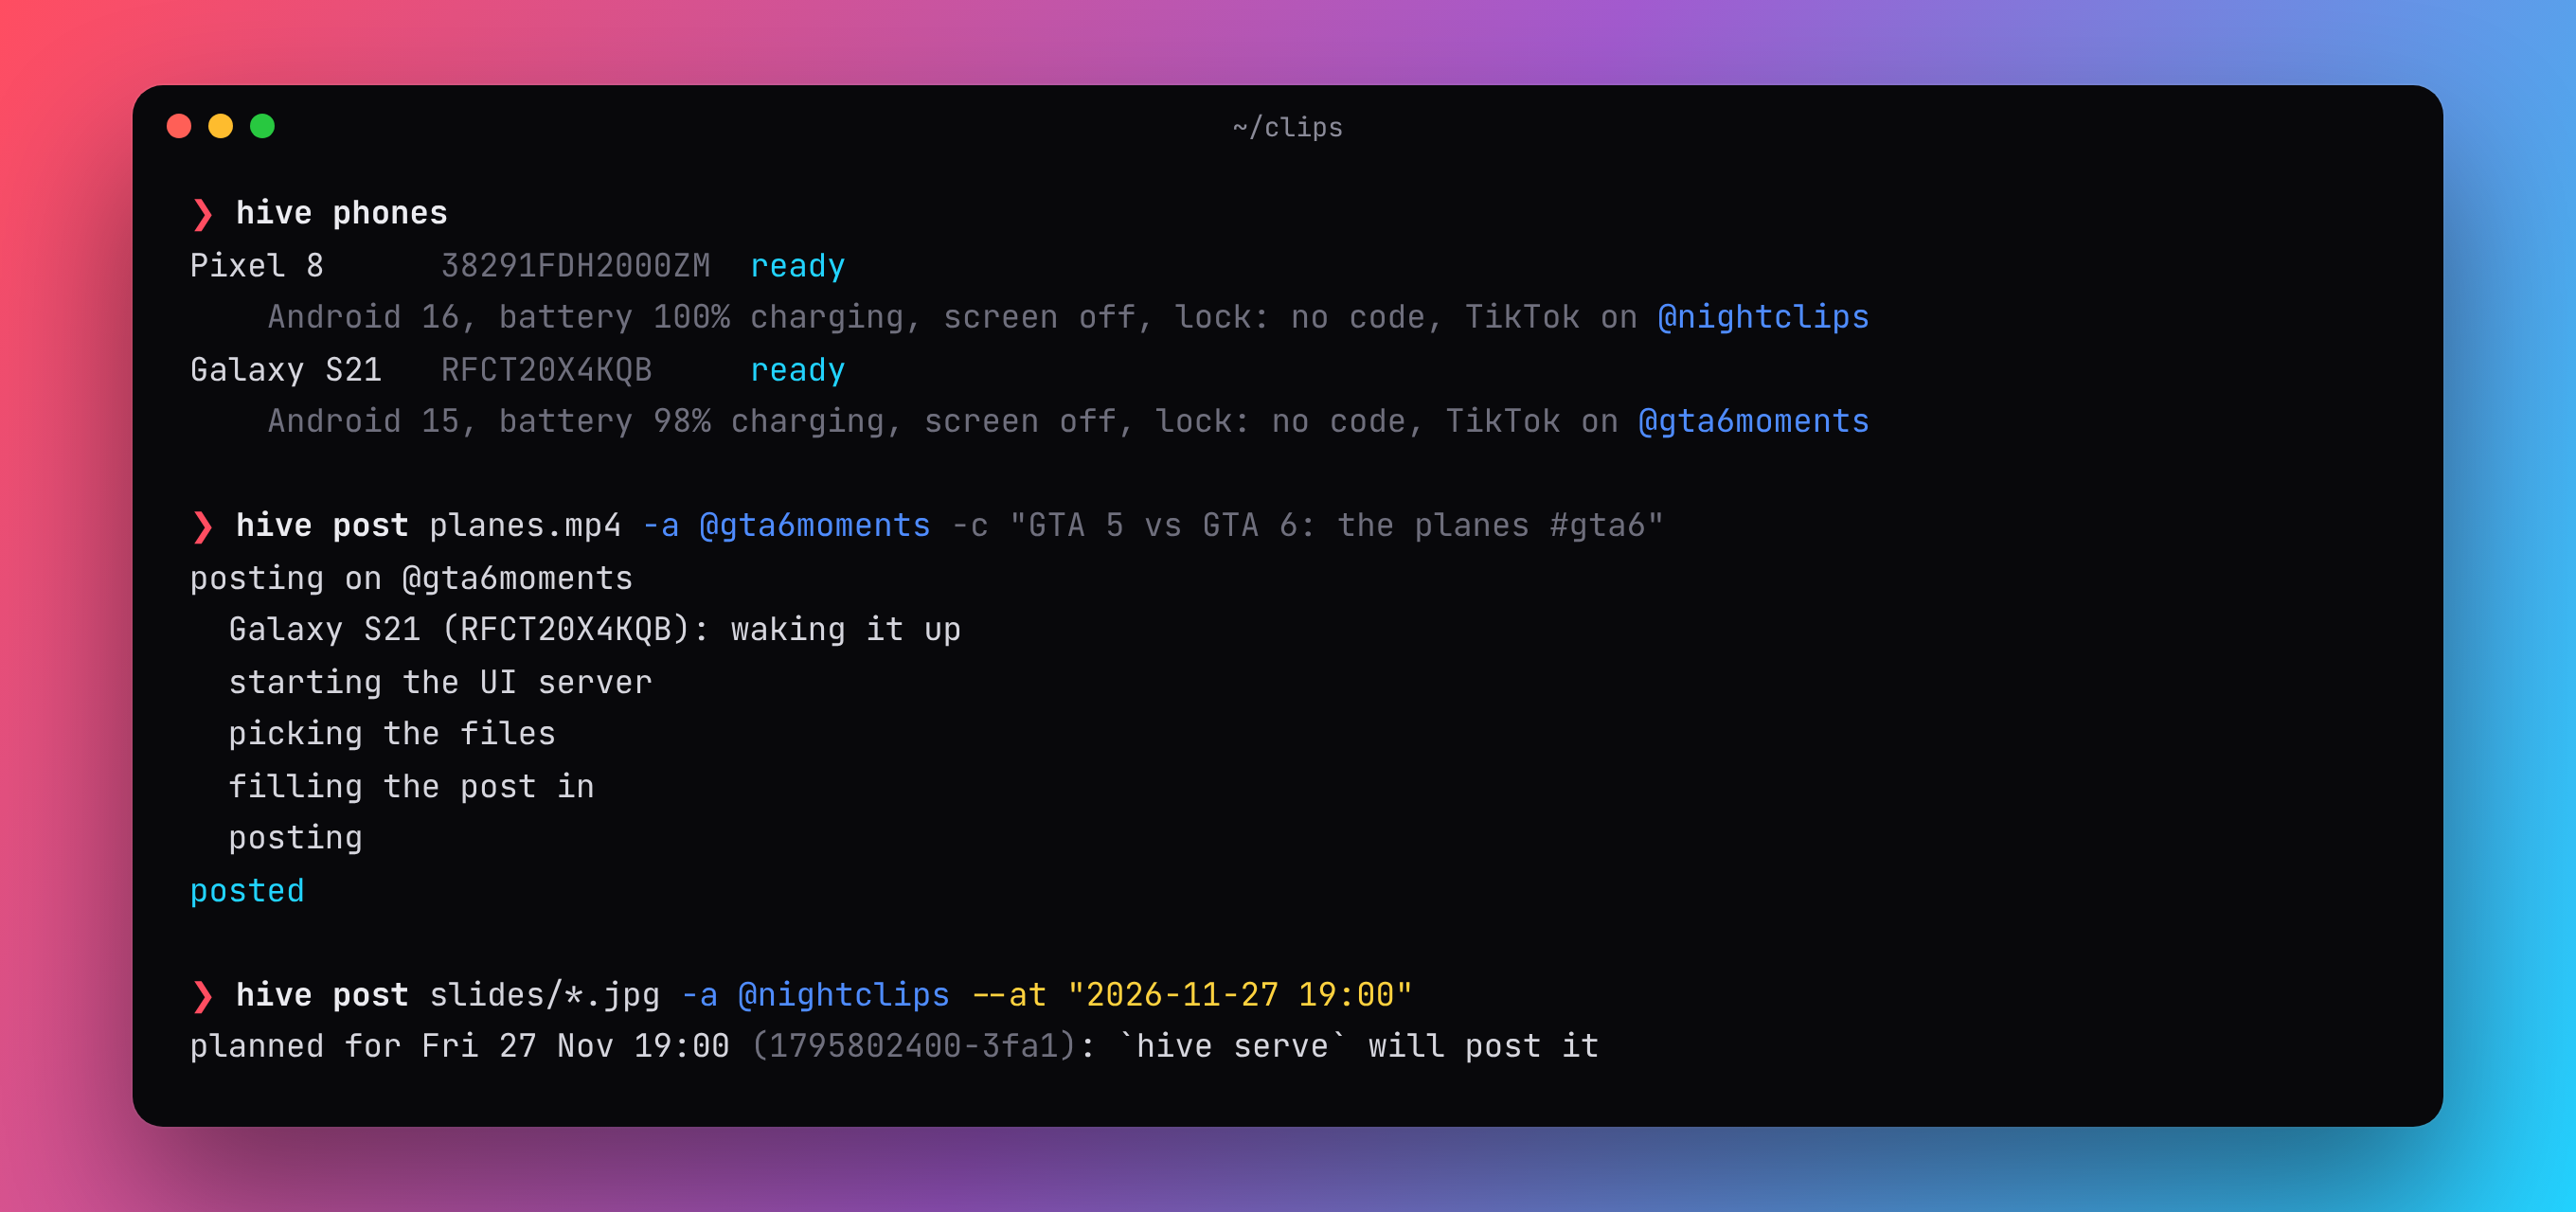 ~/clips
❯ hive phones
Pixel 8      38291FDH2000ZM  ready
    Android 16, battery 100% charging, screen off, lock: no code, TikTok on @nightclips
Galaxy S21   RFCT20X4KQB     ready
    Android 15, battery 98% charging, screen off, lock: no code, TikTok on @gta6moments
❯ hive post planes.mp4 -a @gta6moments -c "GTA 5 vs GTA 6: the planes #gta6"
posting on @gta6moments
  Galaxy S21 (RFCT20X4KQB): waking it up
  starting the UI server
  picking the files
  filling the post in
  posting
posted
❯ hive post slides/*.jpg -a @nightclips --at "2026-11-27 19:00"
planned for Fri 27 Nov 19:00 (1795802400-3fa1): `hive serve` will post it